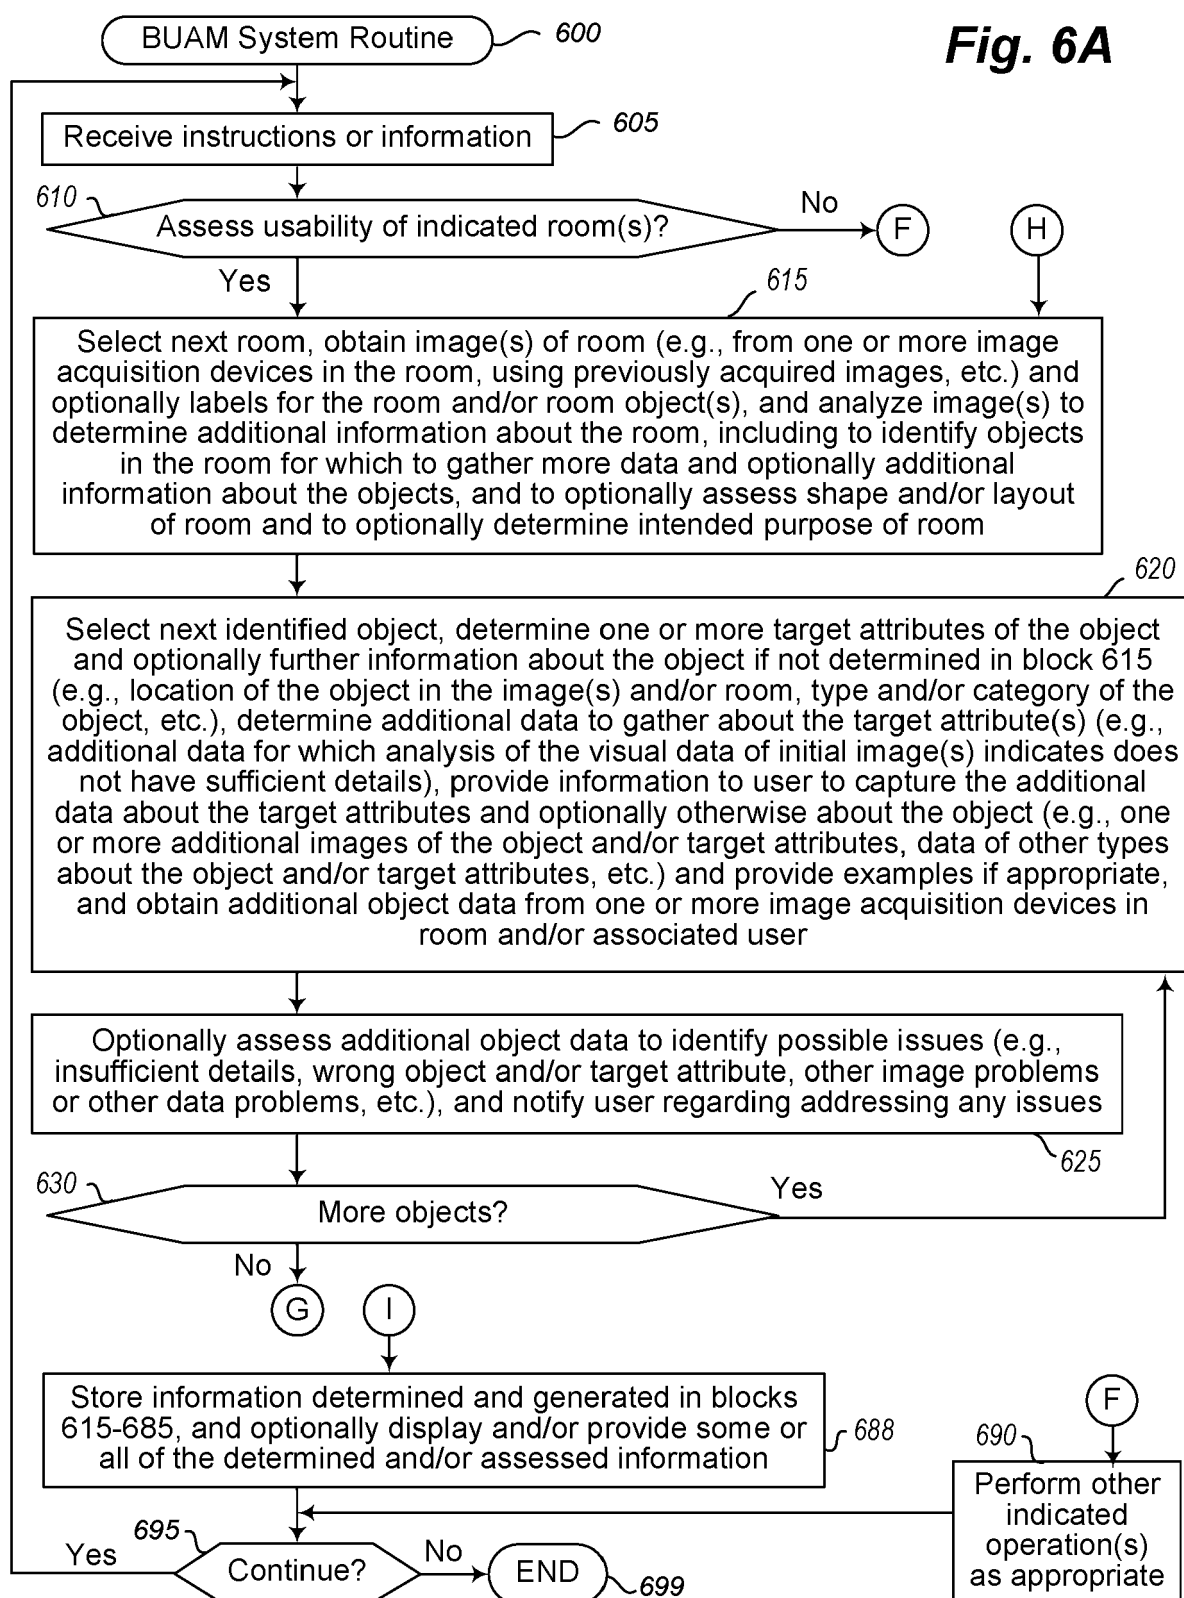 BUAM System Routine
600
Fig. 6A
Receive instructions or information
605
610
Assess usability of indicated room(s)?
No
F
H
Yes
615
Select next room, obtain image(s) of room (e.g., from one or more image
acquisition devices in the room, using previously acquired images, etc.) and
optionally labels for the room and/or room object(s), and analyze image(s) to
determine additional information about the room, including to identify objects
in the room for which to gather more data and optionally additional
information about the objects, and to optionally assess shape and/or layout
of room and to optionally determine intended purpose of room
620
Select next identified object, determine one or more target attributes of the object
and optionally further information about the object if not determined in block 615
(e.g., location of the object in the image(s) and/or room, type and/or category of the
object, etc.), determine additional data to gather about the target attribute(s) (e.g.,
additional data for which analysis of the visual data of initial image(s) indicates does
not have sufficient details), provide information to user to capture the additional
data about the target attributes and optionally otherwise about the object (e.g., one
or more additional images of the object and/or target attributes, data of other types
about the object and/or target attributes, etc.) and provide examples if appropriate,
and obtain additional object data from one or more image acquisition devices in
room and/or associated user
Optionally assess additional object data to identify possible issues (e.g.,
insufficient details, wrong object and/or target attribute, other image problems
or other data problems, etc.), and notify user regarding addressing any issues
625
630
More objects?
Yes
No
G
I
Store information determined and generated in blocks
615-685, and optionally display and/or provide some or
all of the determined and/or assessed information
688
F
690
Perform other
indicated
operation(s)
as appropriate
695
Yes
Continue?
No
END
699